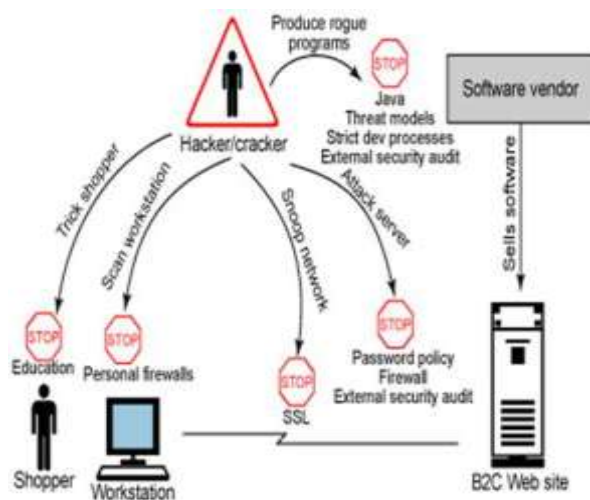 Produce rogue
programs
STOP
Java
Threat models
Strict dev processes
External security audit
Software vendor
Hacker/cracker
Trick shopper
Scan workstation
Snoop network
Attack server
Sells software
STOP
Education
STOP
Personal firewalls
STOP
SSL
STOP
Password policy
Firewall
External security audit
Shopper
Workstation
B2C Web site